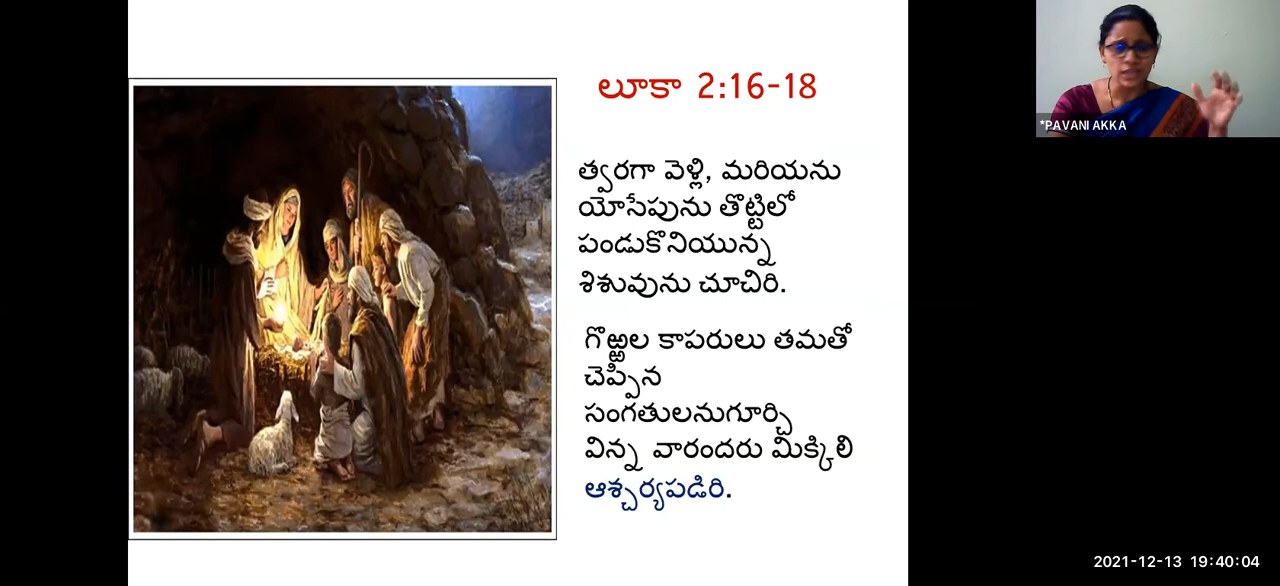 లూకా 2:16-18
త్వరగా వెళ్లి, మరియను
యోసేపును తొట్టిలో
పండుకొనియున్న
శిశువును చూచిరి.
గొఱ్ఱల కాపరులు తమతో
చెప్పిన
సంగతులనుగూర్చి
విన్న వారందరు మిక్కిలి
ఆశ్చర్యపడిరి.
*PAVANI AKKA
2021-12-13 19:40:04